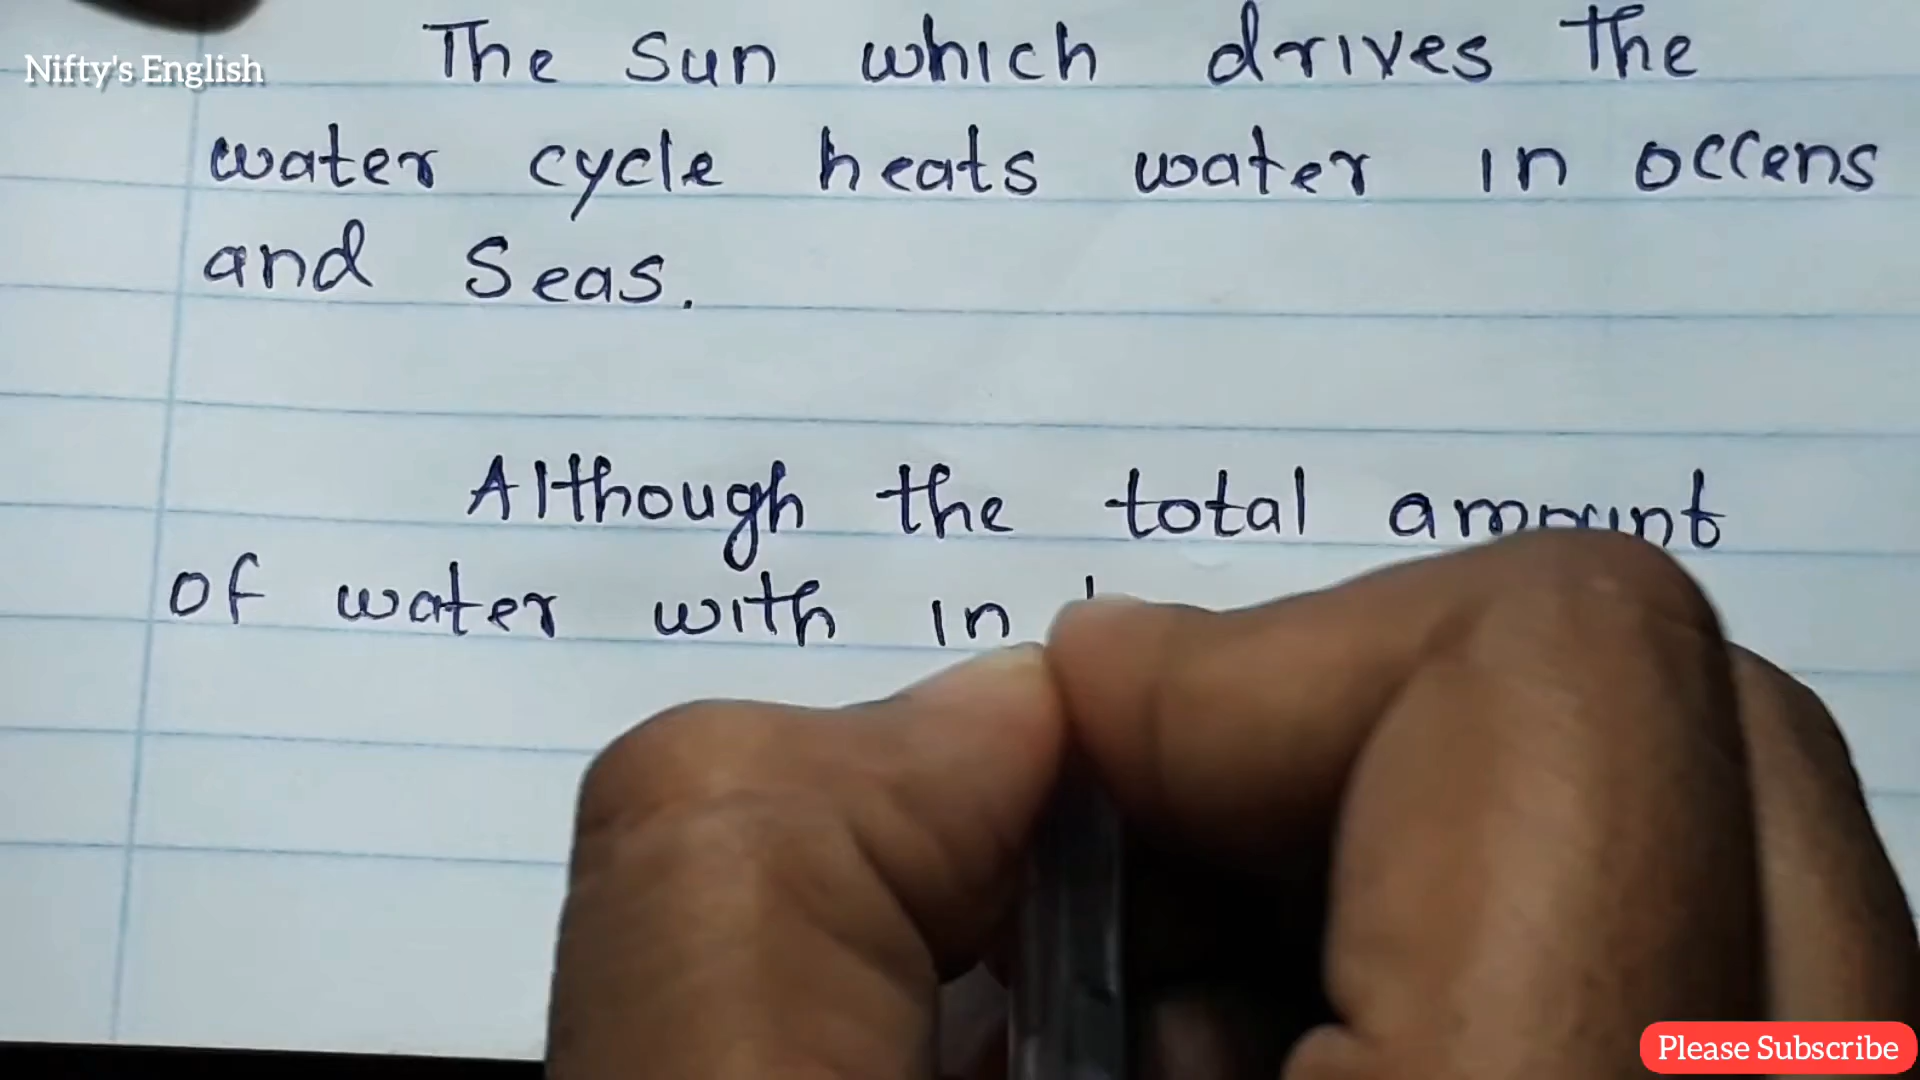 Nifty's English
The Sun which drives The
water cycle heats water in occens
and Seas.
Although the total amount
of water with in
Please Subscribe